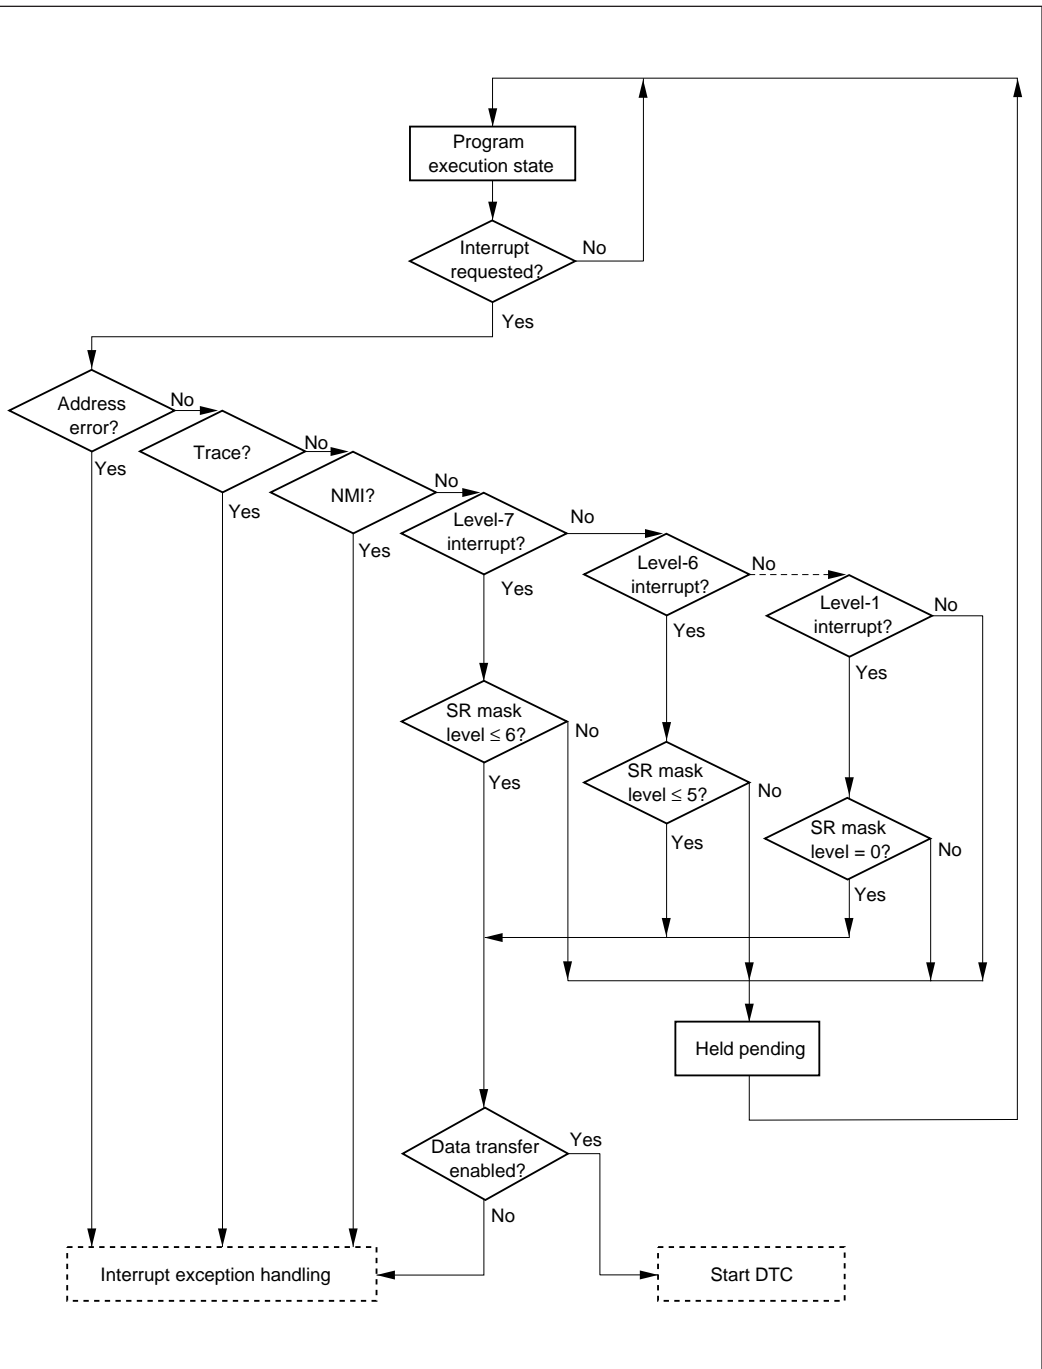 Program
execution state
Interrupt
requested?
No
Yes
Address
error?
No
Yes
Trace?
No
Yes
NMI?
No
Yes
Level-7
interrupt?
No
Yes
Level-6
interrupt?
No
Yes
Level-1
interrupt?
No
Yes
SR mask
level ≤ 6?
No
Yes
SR mask
level ≤ 5?
No
Yes
SR mask
level = 0?
No
Yes
Held pending
Data transfer
enabled?
Yes
No
Interrupt exception handling
Start DTC